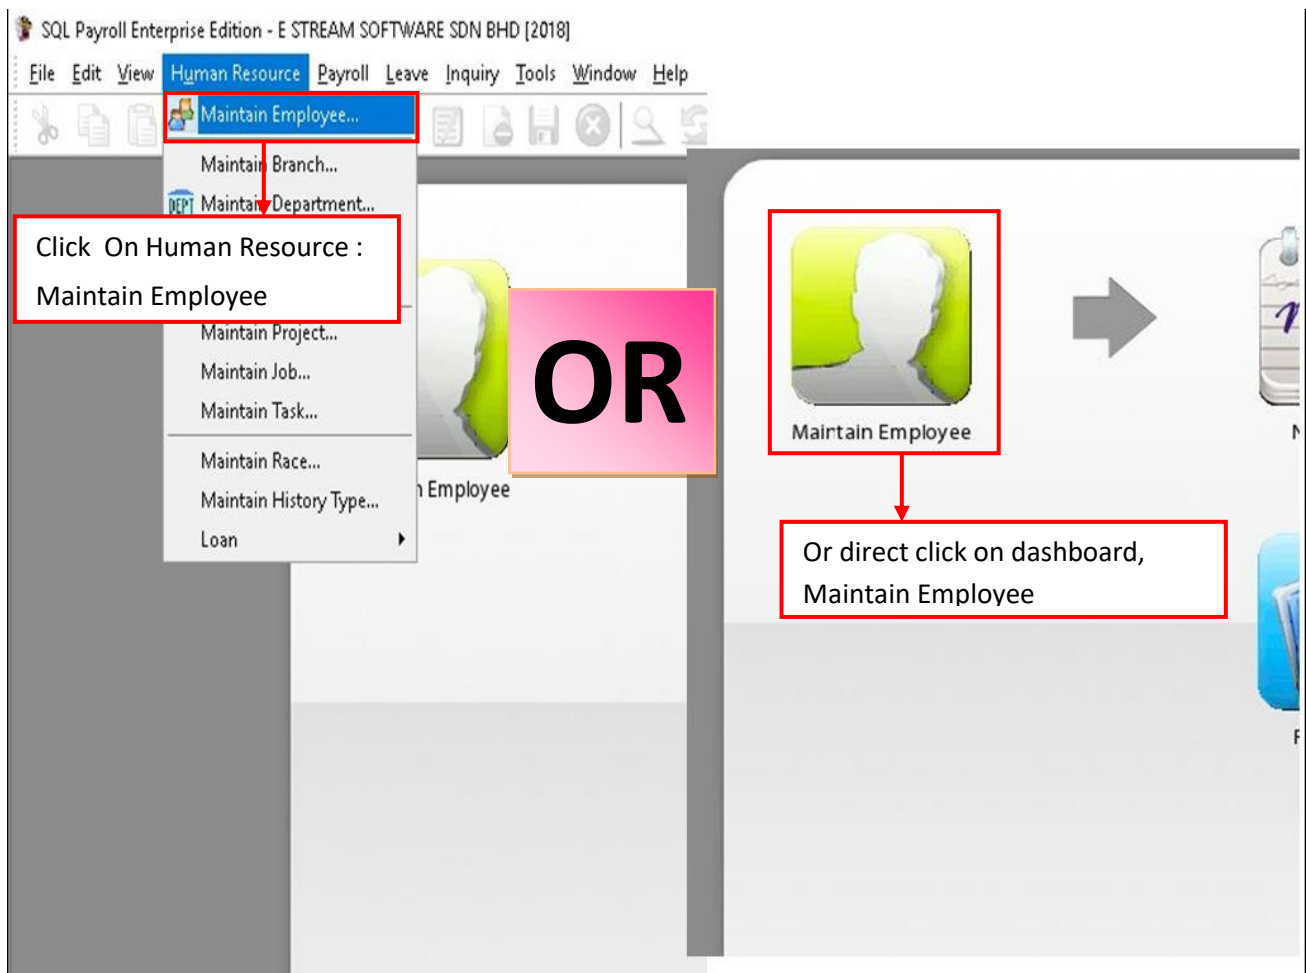 SQL Payroll Enterprise Edition - E STREAM SOFTWARE SDN BHD [2018]
File Edit View Human Resource Payroll Leave Inquiry Tools Window Help
Maintain Employee...
Maintain Branch...
DEPT Maintain Department...
Click On Human Resource :
Maintain Employee
Maintain Project...
Maintain Job...
Maintain Task...
Maintain Race...
Maintain History Type...
Loan
Employee
OR
Maintain Employee
Or direct click on dashboard,
Maintain Employee